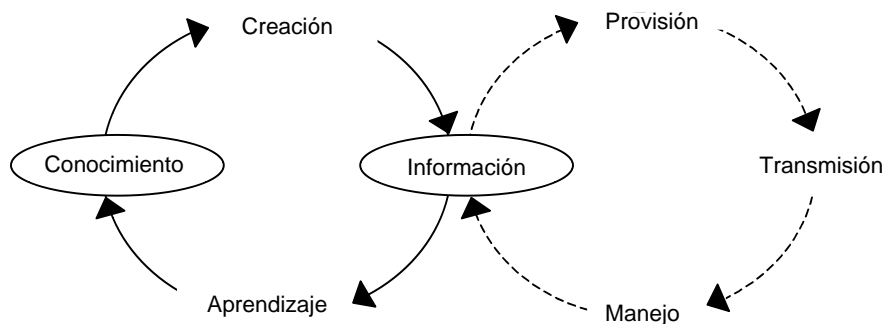 Creación
Provisión
Conocimiento
Información
Transmisión
Aprendizaje
Manejo